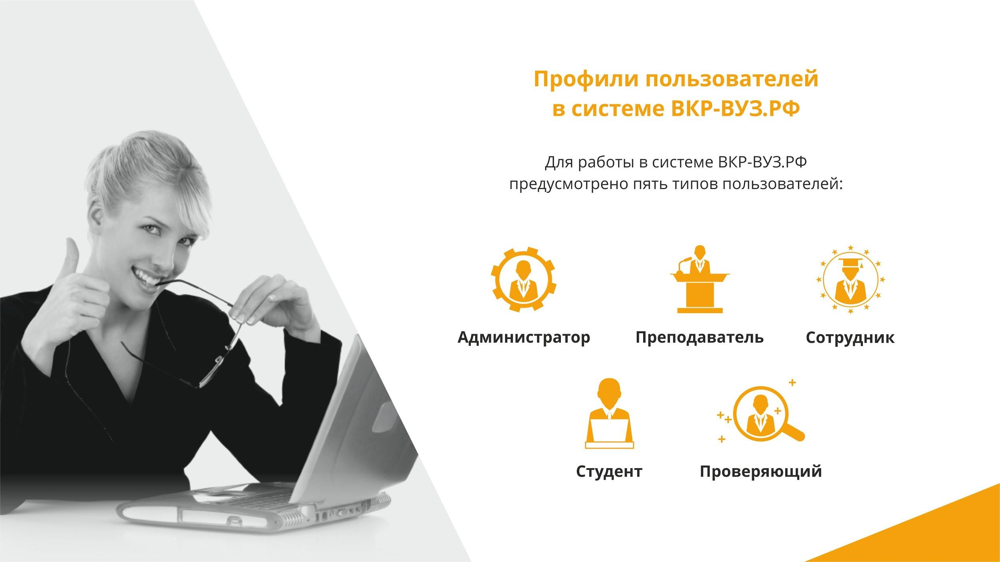 Профили пользователей
в системе ВКР-ВУЗ.РФ
Для работы в системе ВКР-ВУЗ.РФ
предусмотрено пять типов пользователей:
Администратор
Преподаватель
Сотрудник
Студент
Проверяющий